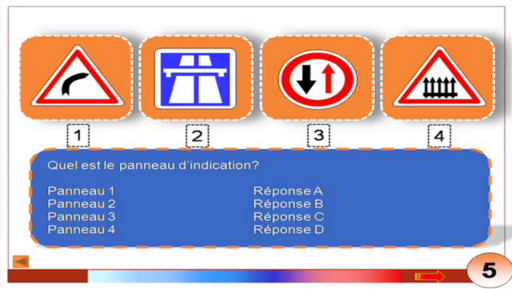 1 2 3 4
Quel est le panneau d'indication?
Panneau 1 Réponse A
Panneau 2 Réponse B
Panneau 3 Réponse C
Panneau 4 Réponse D
5